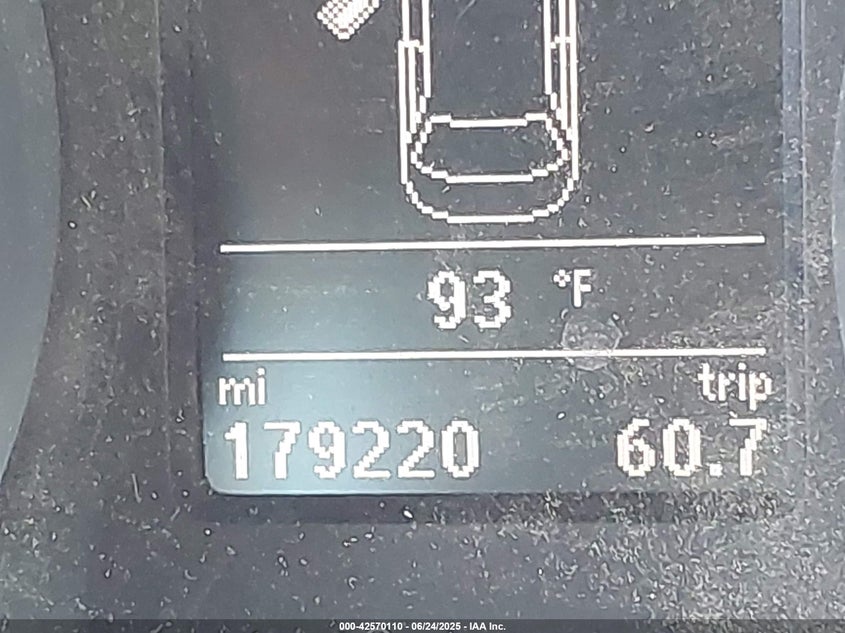 93 °F
mi trip
179220 60.7
000-42570110 - 06/24/2025 - IAA Inc.